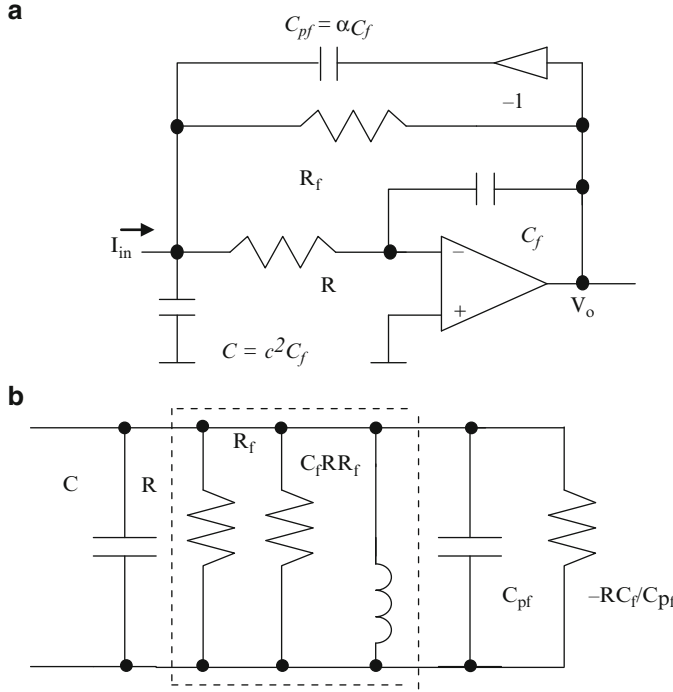 a
C_pf = αC_f
–1
R_f
I_in
C_f
R
–
+
V_o
C = c²C_f
b
R_f
C_fRR_f
C
R
C_pf
–RC_f/C_pf